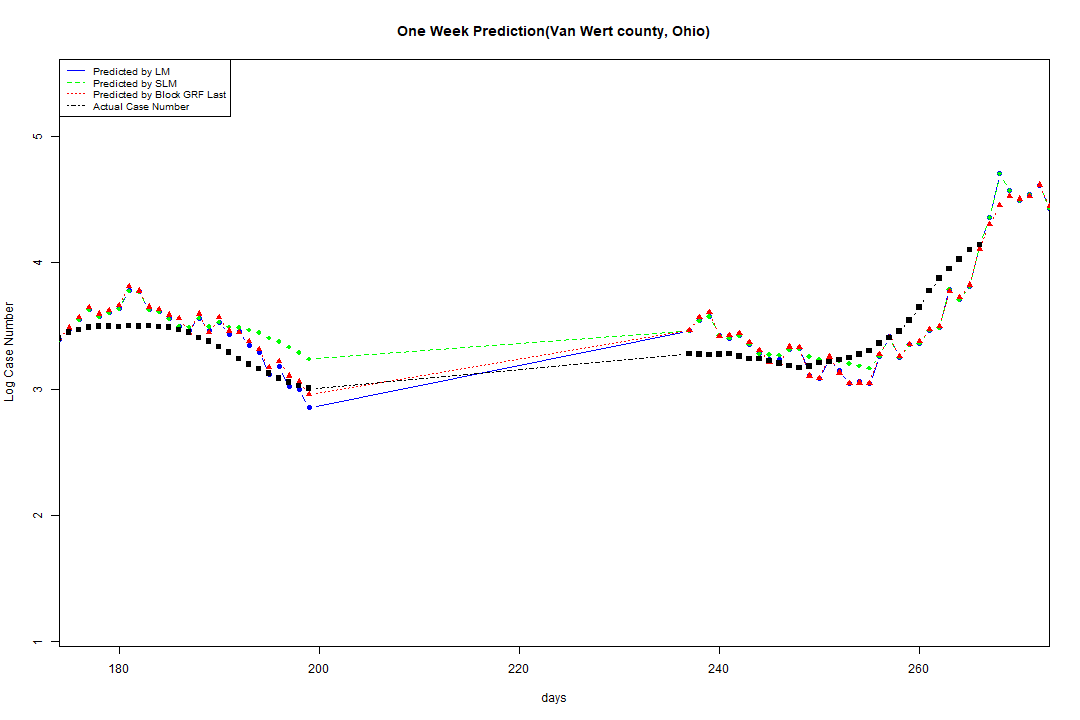 One Week Prediction(Van Wert county, Ohio)
Predicted by LM
Predicted by SLM
Predicted by Block GRF Last
Actual Case Number
5
4
3
2
1
Log Case Number
180
200
220
240
260
days